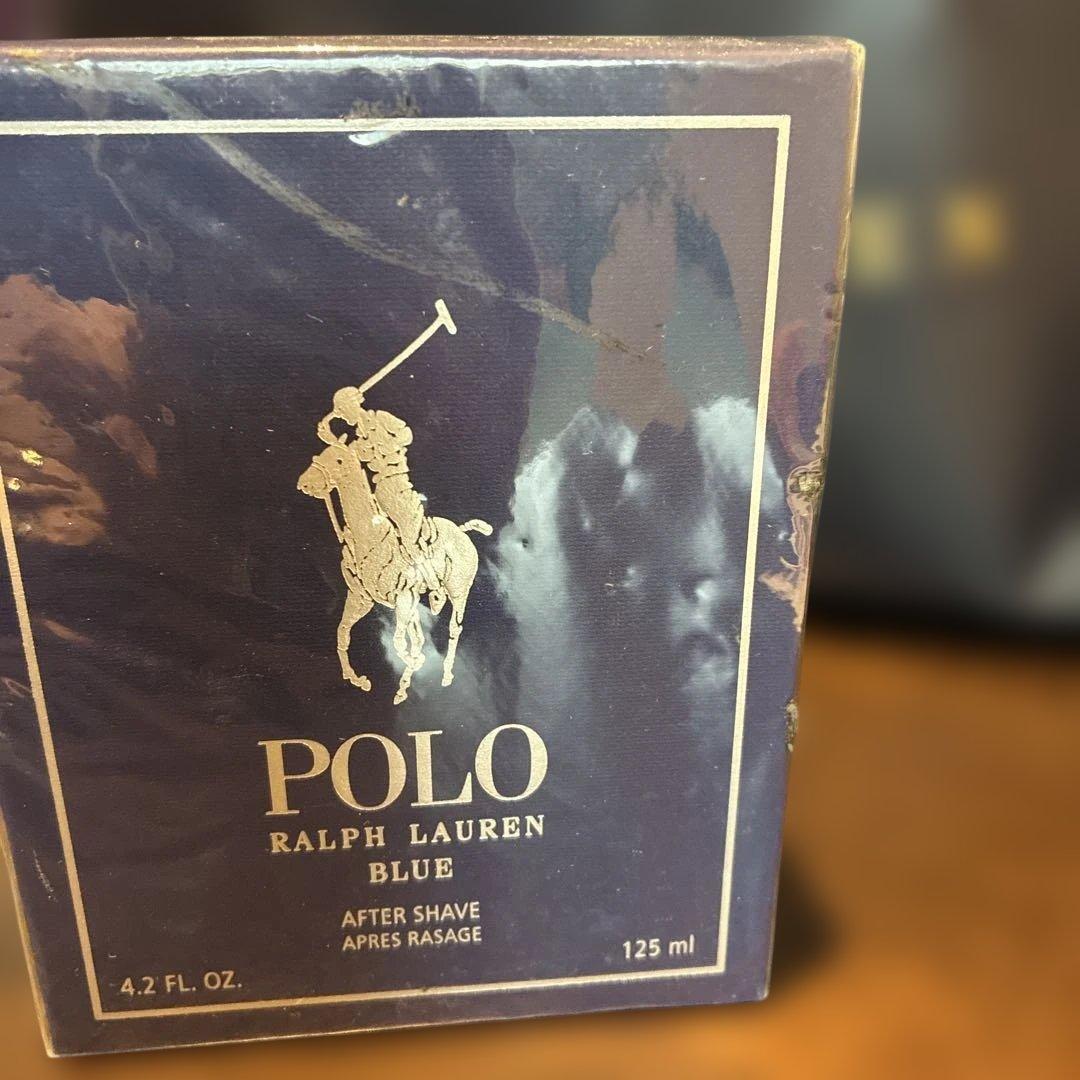 POLO
RALPH LAUREN
BLUE
AFTER SHAVE
APRES RASAGE
4.2 FL. OZ.
125 ml